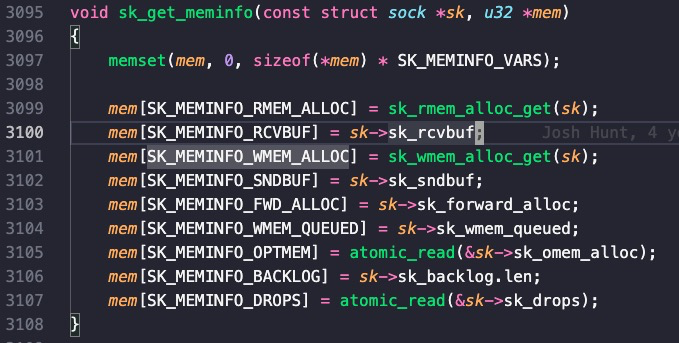 3095 void sk_get_meminfo(const struct sock *sk, u32 *mem)
3096 {
3097 memset(mem, 0, sizeof(*mem) * SK_MEMINFO_VARS);
3098
3099 mem[SK_MEMINFO_RMEM_ALLOC] = sk_rmem_alloc_get(sk);
3100 mem[SK_MEMINFO_RCVBUF] = sk->sk_rcvbuf; Josh Hunt, 4 ye
3101 mem[SK_MEMINFO_WMEM_ALLOC] = sk_wmem_alloc_get(sk);
3102 mem[SK_MEMINFO_SNDBUF] = sk->sk_sndbuf;
3103 mem[SK_MEMINFO_FWD_ALLOC] = sk->sk_forward_alloc;
3104 mem[SK_MEMINFO_WMEM_QUEUED] = sk->sk_wmem_queued;
3105 mem[SK_MEMINFO_OPTMEM] = atomic_read(&sk->sk_omem_alloc);
3106 mem[SK_MEMINFO_BACKLOG] = sk->sk_backlog.len;
3107 mem[SK_MEMINFO_DROPS] = atomic_read(&sk->sk_drops);
3108 }